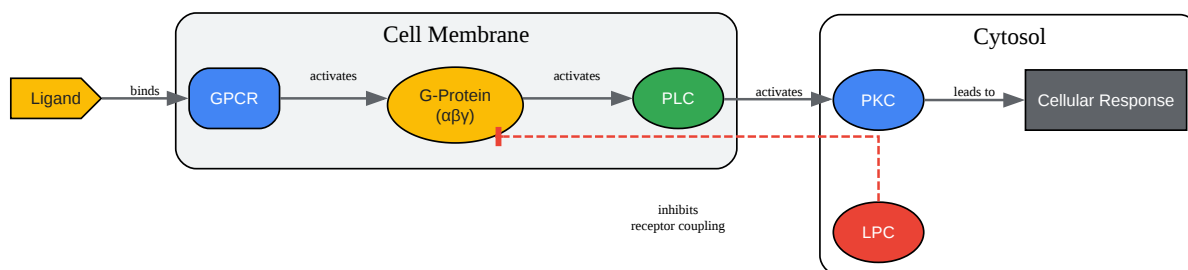 Cell Membrane
Cytosol
Ligand
binds
GPCR
activates
G-Protein
(αβγ)
activates
PLC
activates
PKC
leads to
Cellular Response
inhibits
receptor coupling
LPC